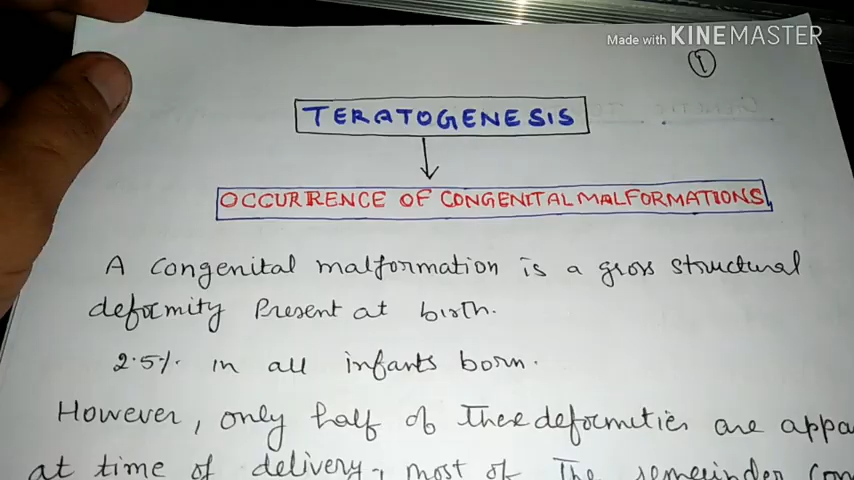 Made with KINEMASTER
1
TERATOGENESIS
OCCURRENCE OF CONGENITAL MALFORMATIONS
A Congenital malformation is a gross structural
deformity Present at birth.
2.5% in all infants born.
However, only half of these deformities are appa
at time of delivery, most of The remainder con